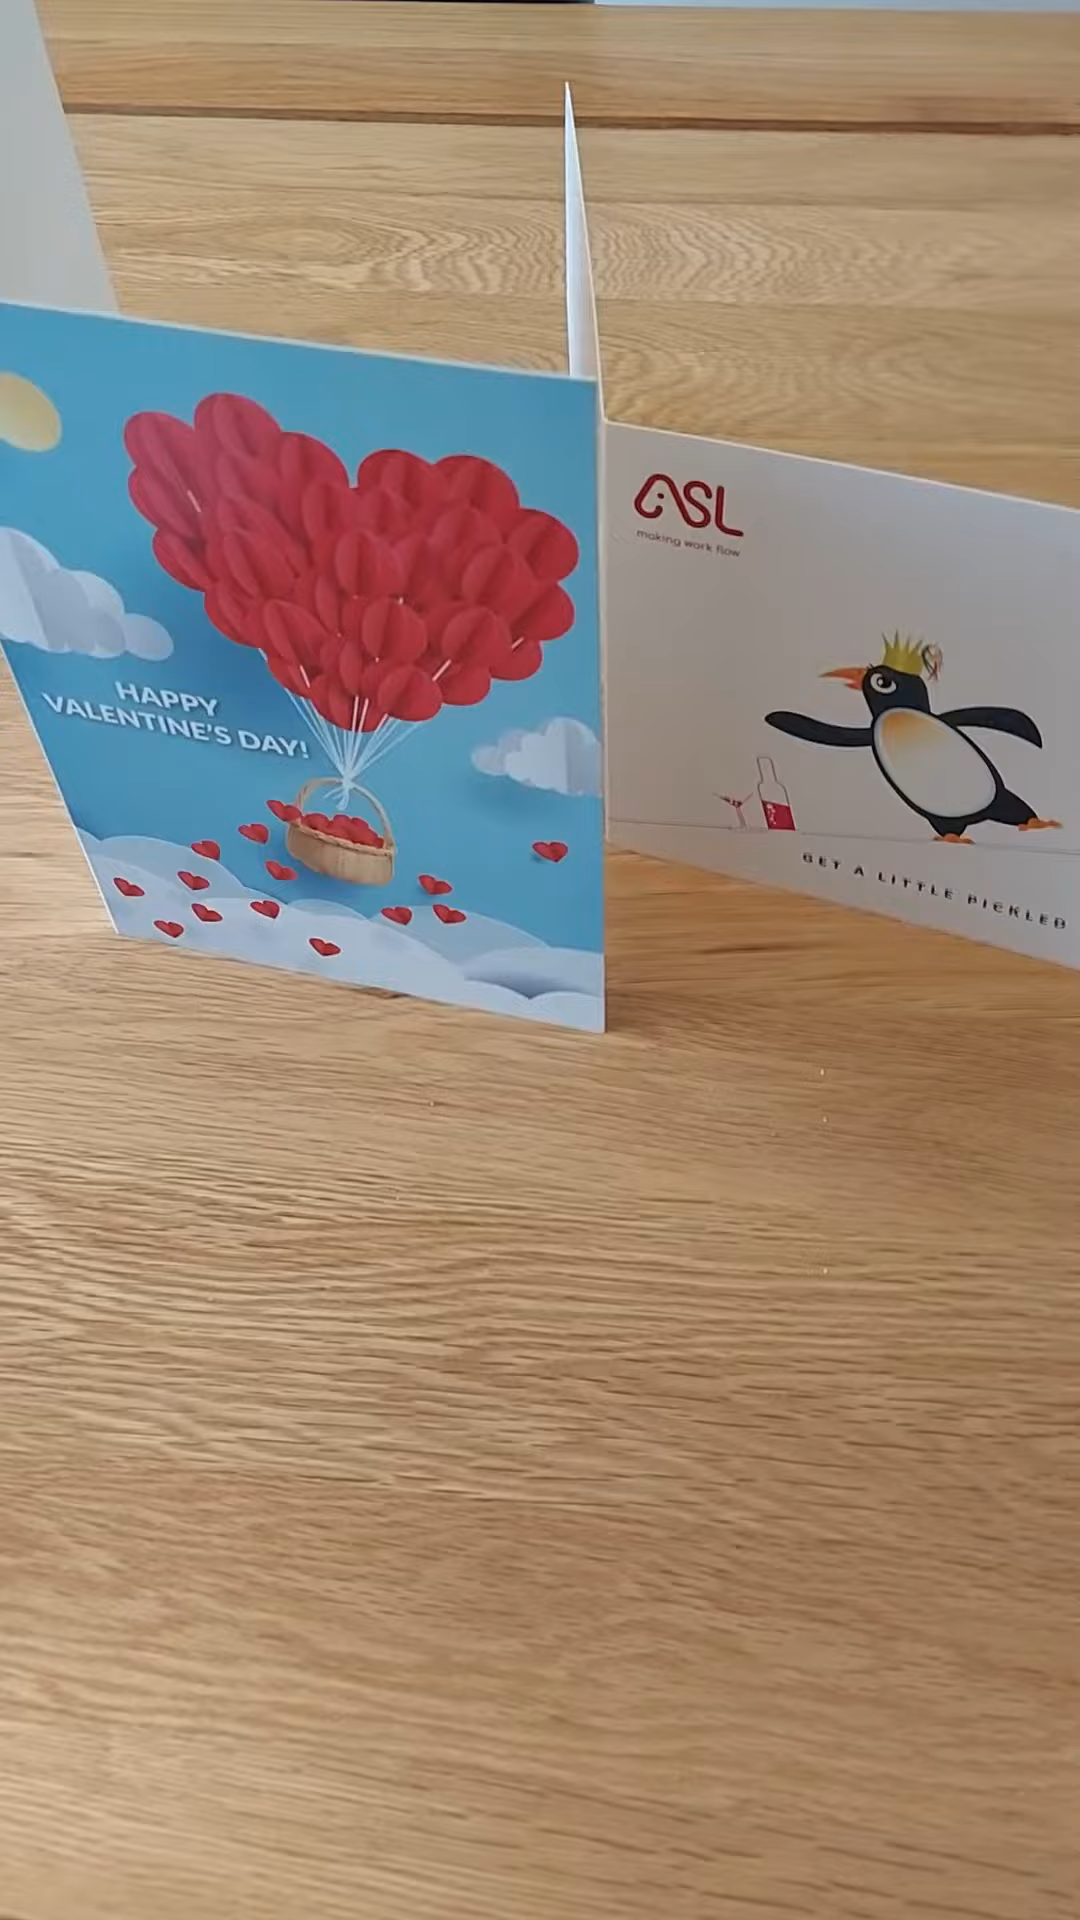 HAPPY
VALENTINE'S DAY!
ASL
making work flow
GET A LITTLE PICKLED